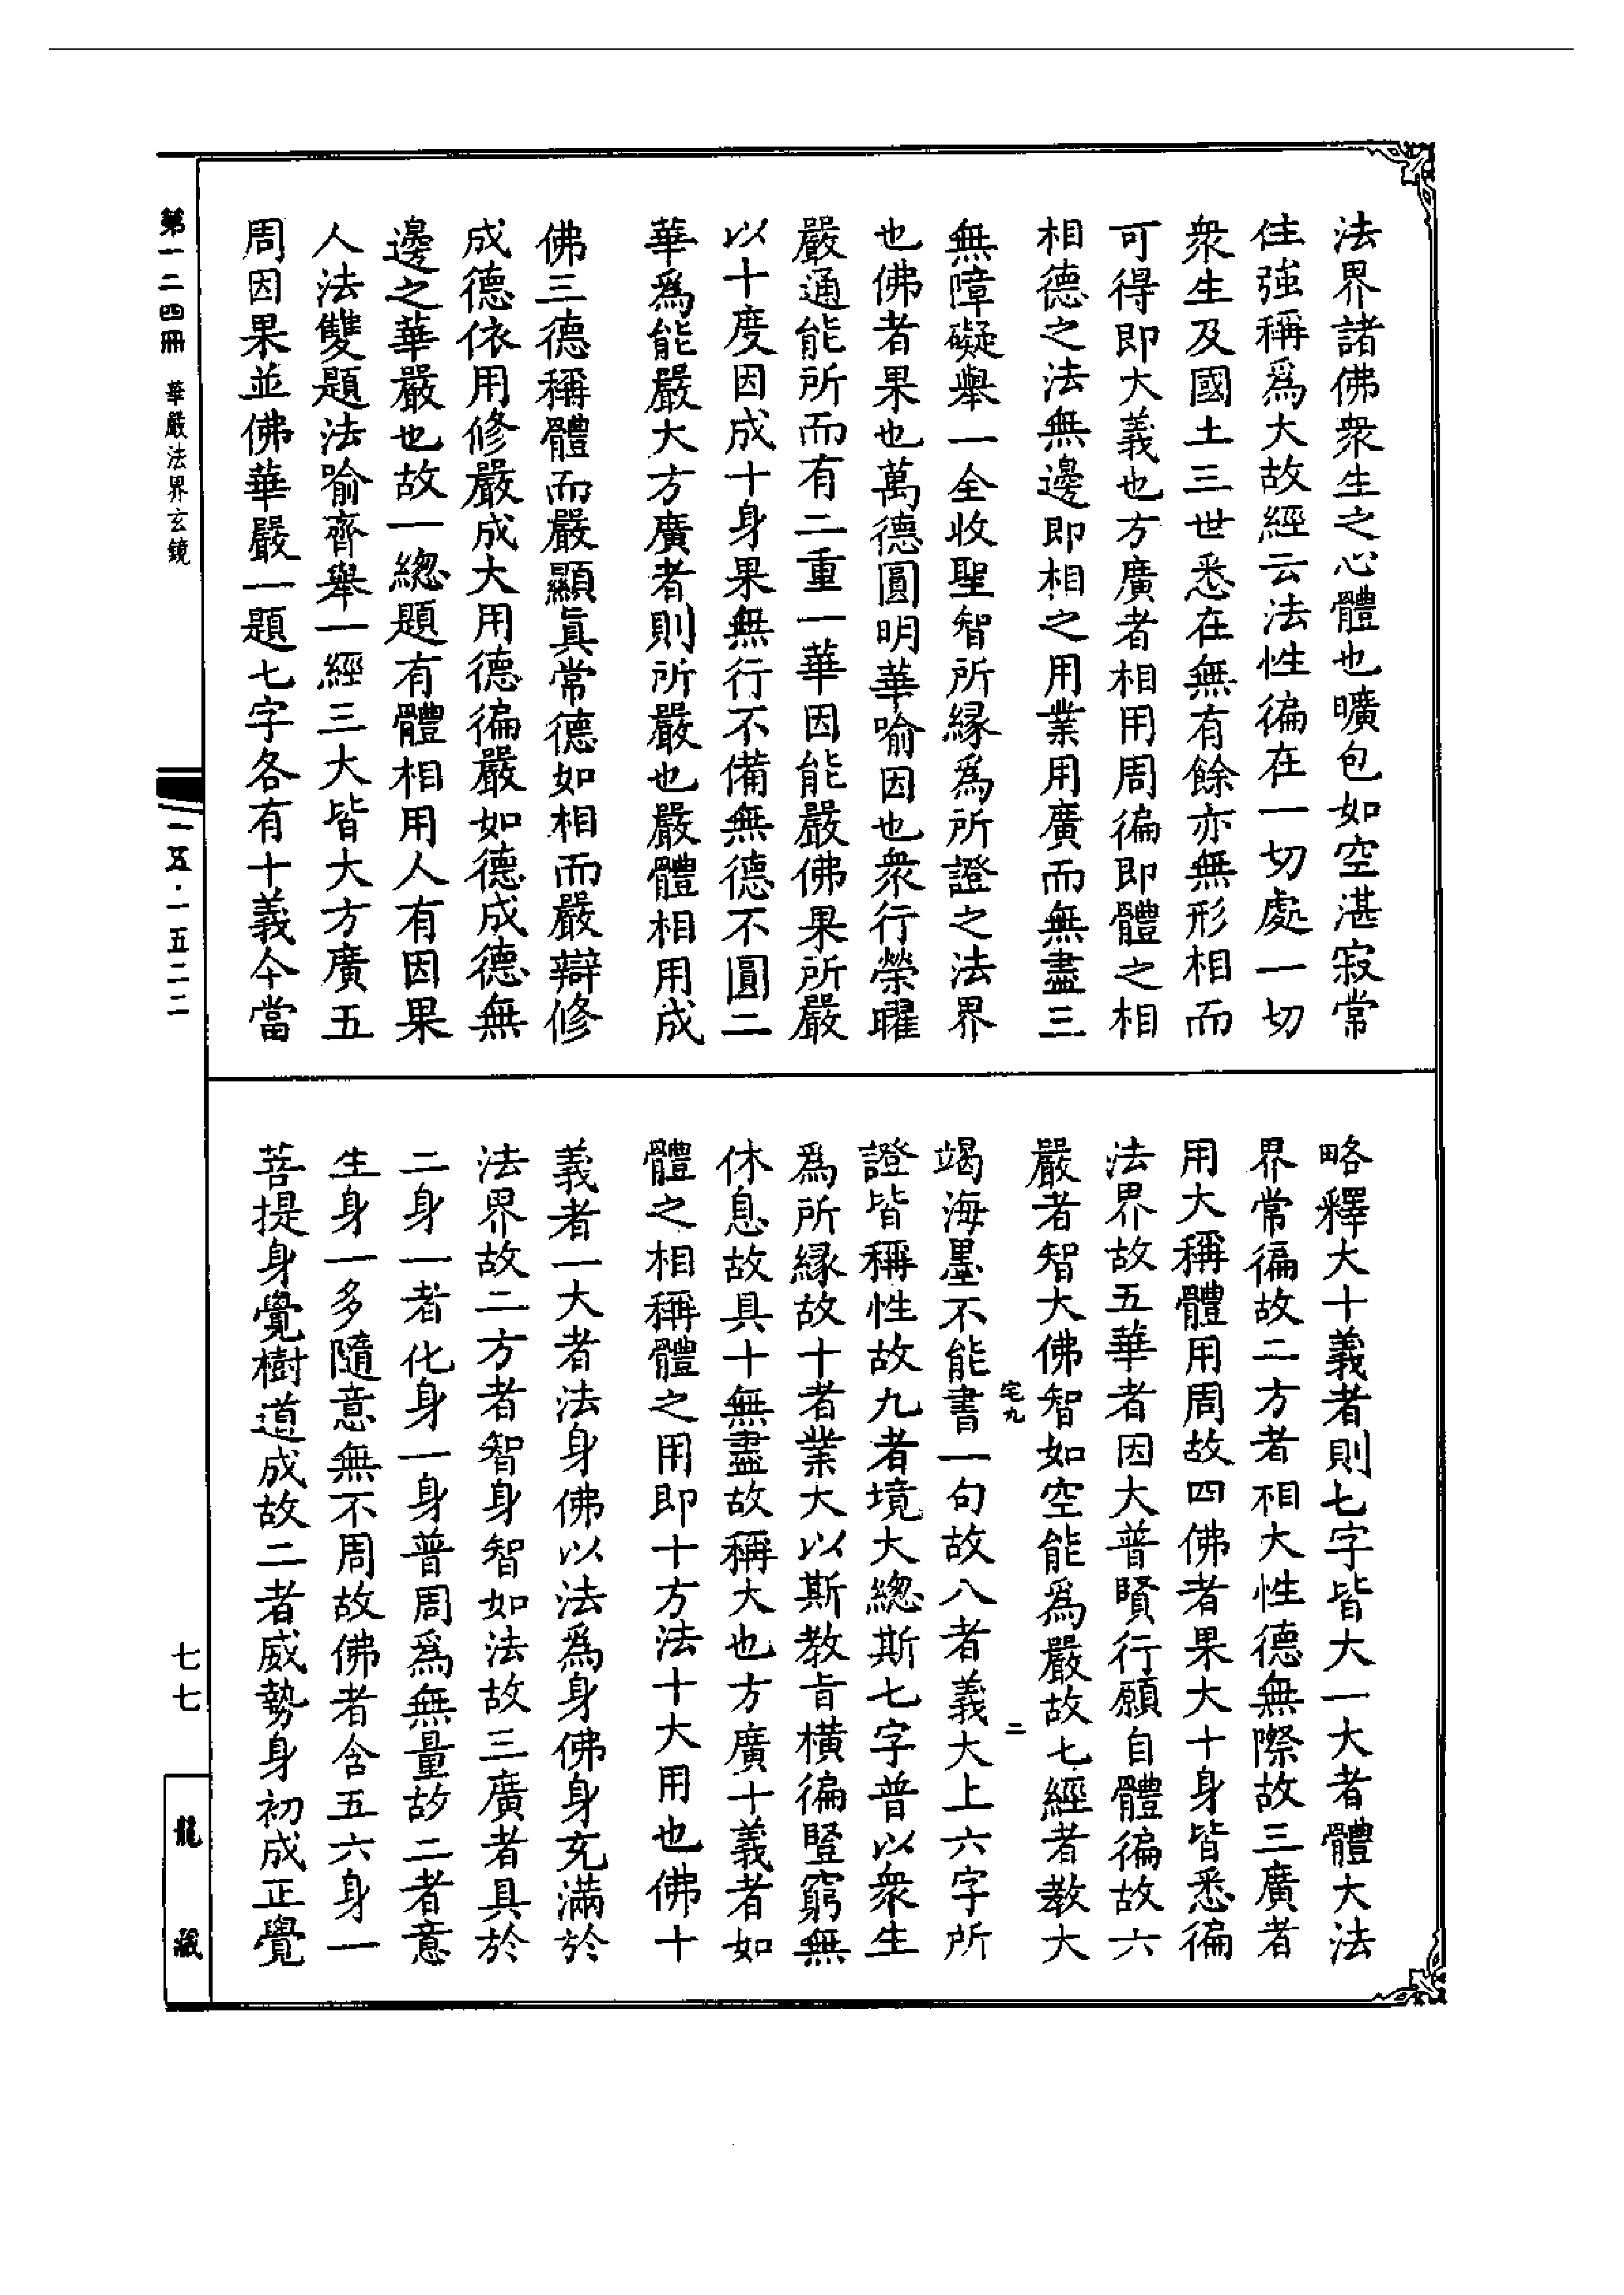 法界諸佛衆生之心體也曠包如空湛寂常
住強稱爲大故經云法性徧在一切處一切
衆生及國土三世悉在無有餘亦無形相而
可得即大義也方廣者相用周徧即體之相
相德之法無邊即相之用業用廣而無盡三
無障礙舉一全收聖智所緣爲所證之法界
也佛者果也萬德圓明華喻因也衆行榮曜
嚴通能所而有二重一華因能嚴佛果所嚴
以十度因成十身果無行不備無德不圓二
華爲能嚴大方廣者則所嚴也嚴體相用成
佛三德稱體而嚴顯眞常德如相而嚴辯修
成德依用修嚴成大用德徧嚴如德成德無
邊之華嚴也故一總題有體相用人有因果
人法雙題法喻齊舉一經三大皆大方廣五
周因果並佛華嚴一題七字各有十義今當
略釋大十義者則七字皆大一大者體大法
界常徧故二方者相大性德無際故三廣者
用大稱體用周故四佛者果大十身皆悉徧
法界故五華者因大普賢行願自體徧故六
嚴者智大佛智如空能爲嚴故七經者教大
宅九 二
竭海墨不能書一句故八者義大上六字所
證皆稱性故九者境大總斯七字普以衆生
爲所緣故十者業大以斯教旨橫徧豎窮無
休息故具十無盡故稱大也方廣十義者如
體之相稱體之用即十方法十大用也佛十
義者一大者法身佛以法爲身佛身充滿於
法界故二方者智身智如法故三廣者具於
二身一者化身一身普周爲無量故二者意
生身一多隨意無不周故佛者含五六身一
菩提身覺樹道成故二者威勢身初成正覺
第一二四冊 華嚴法界玄鏡
一五·一五二二
七七
龍藏